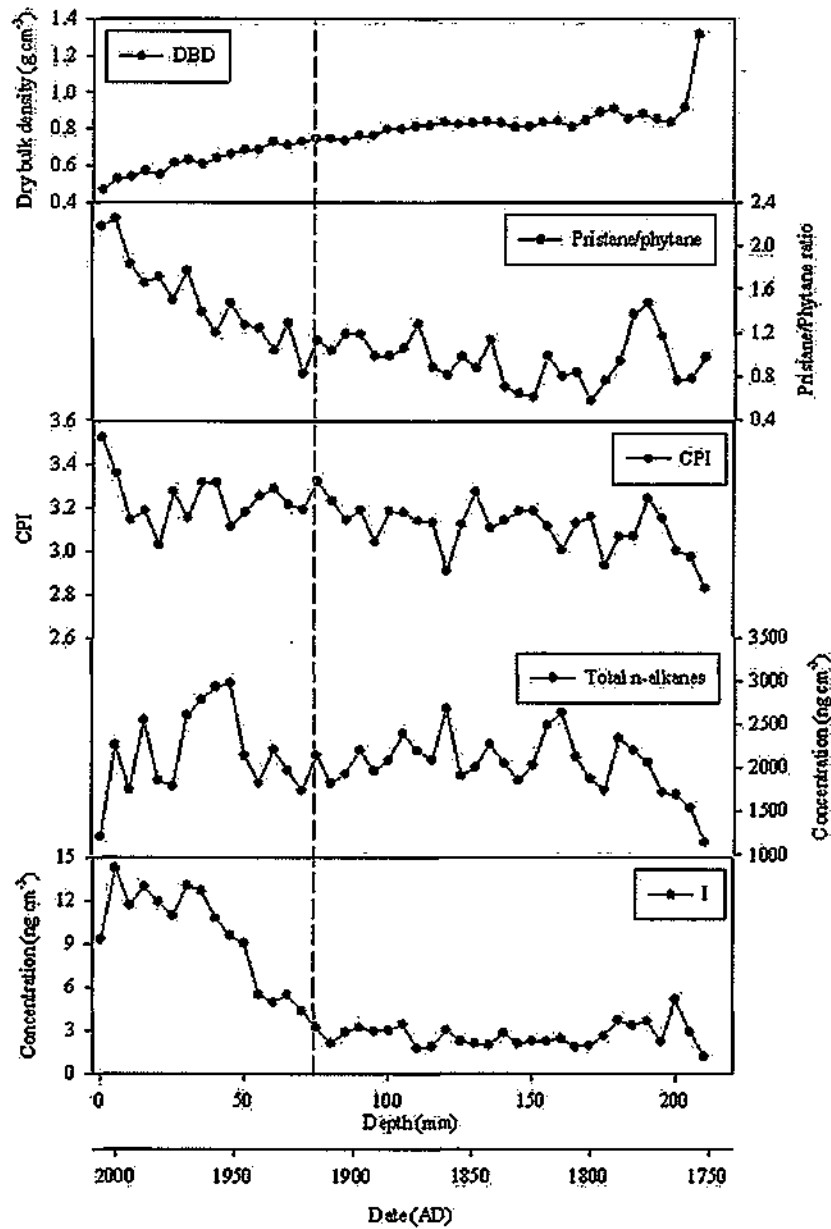 Dry bulk density (g cm-3)
1.4
1.2
1.0
0.8
0.6
0.4
DBD
2.4
2.0
1.6
1.2
0.8
0.4
Pristane/Phytane ratio
Pristane/phytane
3.6
3.4
3.2
3.0
2.8
2.6
CPI
CPI
3500
3000
2500
2000
1500
1000
Concentration (ng cm-3)
Total n-alkanes
15
12
9
6
3
0
Concentration (ng cm-3)
I
0 50 100 150 200
Depth (mm)
2000 1950 1900 1850 1800 1750
Date (AD)